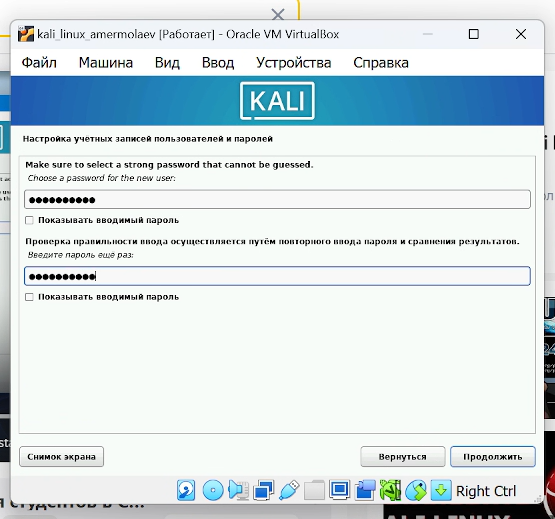 kali_linux_amermolaev [Работает] - Oracle VM VirtualBox
Файл Машина Вид Ввод Устройства Справка
KALI
Настройка учётных записей пользователей и паролей
Make sure to select a strong password that cannot be guessed.
Choose a password for the new user:
●●●●●●●●●●
Показывать вводимый пароль
Проверка правильности ввода осуществляется путём повторного ввода пароля и сравнения результатов.
Введите пароль ещё раз:
●●●●●●●●●●
Показывать вводимый пароль
Снимок экрана Вернуться Продолжить
Right Ctrl
студентов в С...